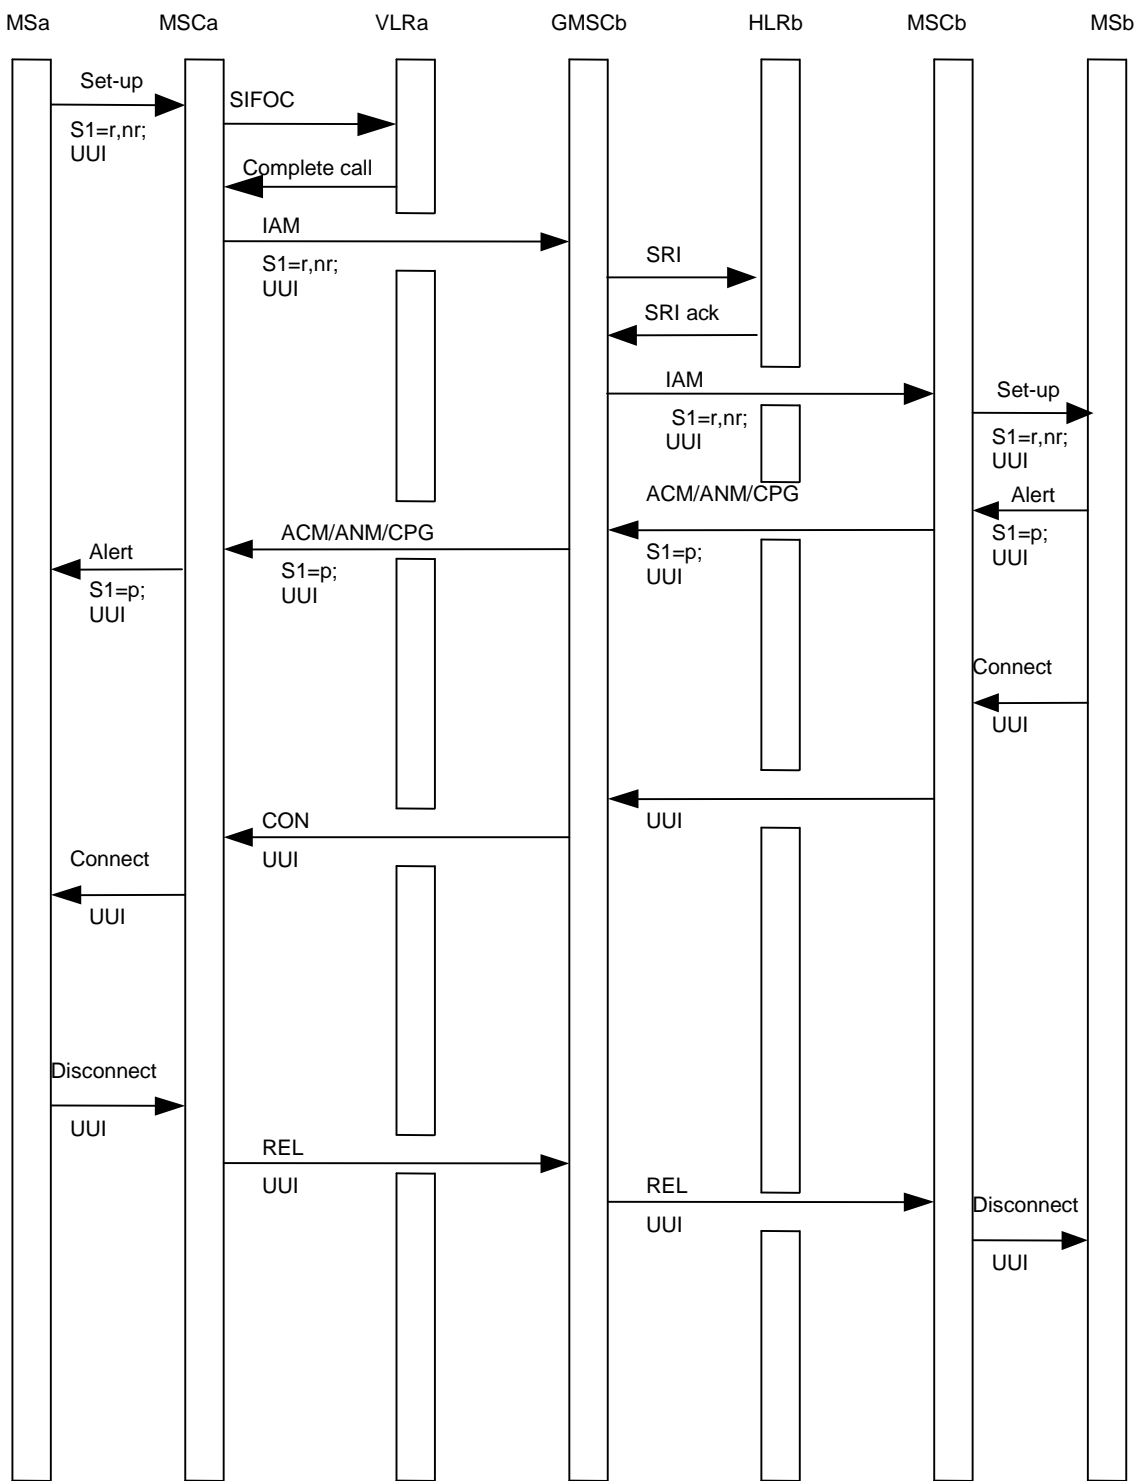 MSa MSCa VLRa GMSCb HLRb MSCb MSb
Set-up
S1=r,nr;
UUI
SIFOC
Complete call
IAM
S1=r,nr;
UUI
SRI
SRI ack
IAM
S1=r,nr;
UUI
Set-up
S1=r,nr;
UUI
Alert
S1=p;
UUI
ACM/ANM/CPG
S1=p;
UUI
ACM/ANM/CPG
S1=p;
UUI
Alert
S1=p;
UUI
Connect
UUI
UUI
CON
UUI
Connect
UUI
Disconnect
UUI
REL
UUI
REL
UUI
Disconnect
UUI